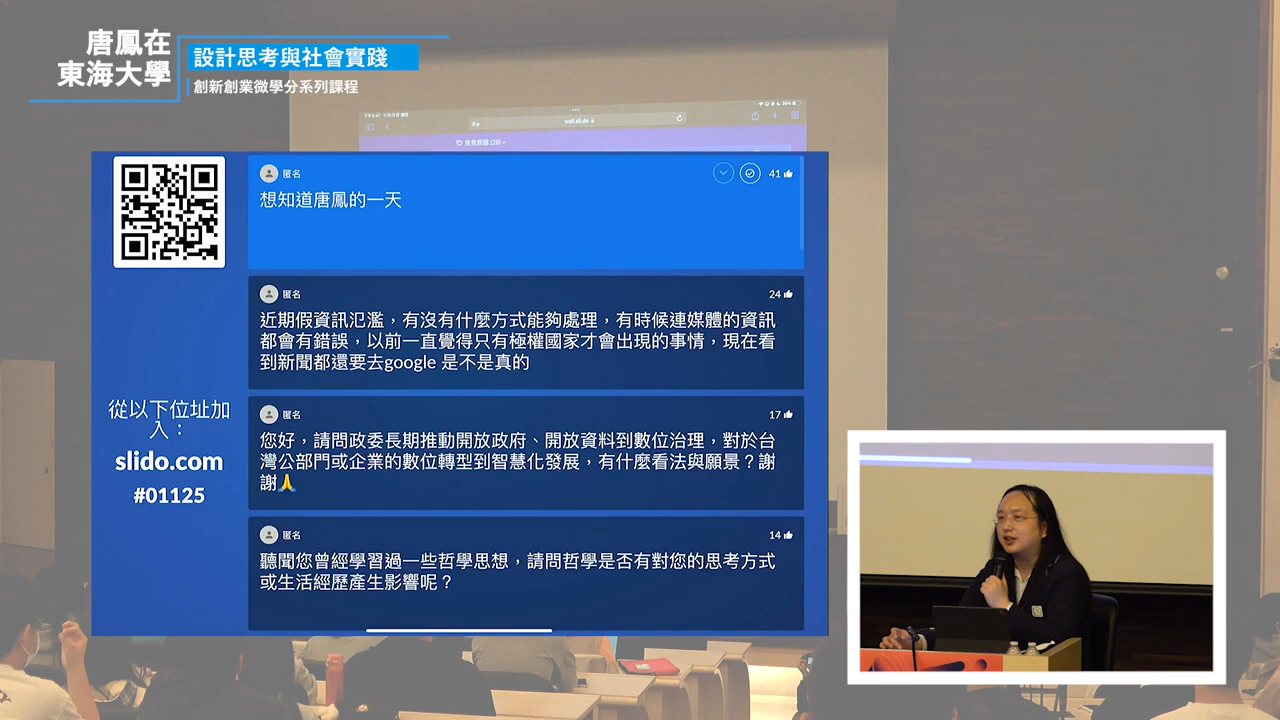 唐鳳在
東海大學
設計思考與社會實踐
創新創業微學分系列課程
wall.sli.do
常見問題 (26)
匿名
41
想知道唐鳳的一天
匿名
24
近期假資訊氾濫，有沒有什麼方式能夠處理，有時候連媒體的資訊
都會有錯誤，以前一直覺得只有極權國家才會出現的事情，現在看
到新聞都還要去google 是不是真的
從以下位址加
入：
slido.com
#01125
匿名
17
您好，請問政委長期推動開放政府、開放資料到數位治理，對於台
灣公部門或企業的數位轉型到智慧化發展，有什麼看法與願景？謝
謝🙏
匿名
14
聽聞您曾經學習過一些哲學思想，請問哲學是否有對您的思考方式
或生活經歷產生影響呢？